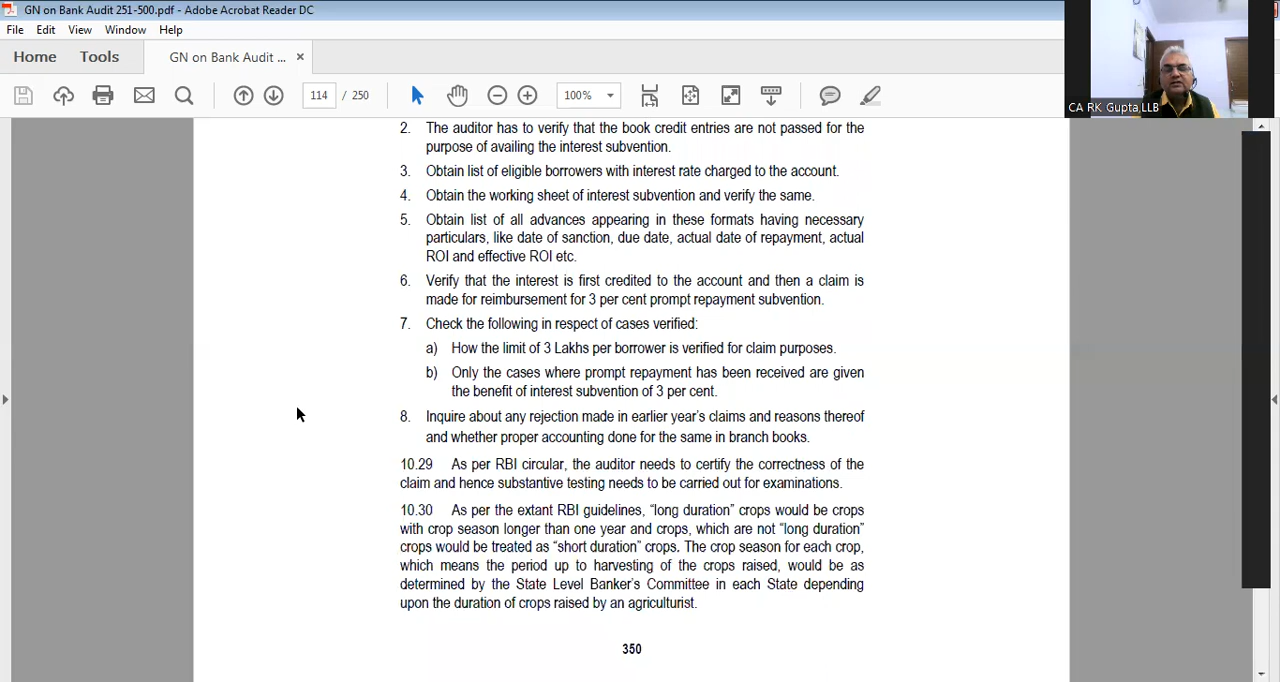 GN on Bank Audit 251-500.pdf - Adobe Acrobat Reader DC
File Edit View Window Help
Home Tools GN on Bank Audit ... ×
114 / 250 100%
CA RK Gupta,LLB
2. The auditor has to verify that the book credit entries are not passed for the
purpose of availing the interest subvention.
3. Obtain list of eligible borrowers with interest rate charged to the account.
4. Obtain the working sheet of interest subvention and verify the same.
5. Obtain list of all advances appearing in these formats having necessary
particulars, like date of sanction, due date, actual date of repayment, actual
ROI and effective ROI etc.
6. Verify that the interest is first credited to the account and then a claim is
made for reimbursement for 3 per cent prompt repayment subvention.
7. Check the following in respect of cases verified:
a) How the limit of 3 Lakhs per borrower is verified for claim purposes.
b) Only the cases where prompt repayment has been received are given
the benefit of interest subvention of 3 per cent.
8. Inquire about any rejection made in earlier year's claims and reasons thereof
and whether proper accounting done for the same in branch books.
10.29 As per RBI circular, the auditor needs to certify the correctness of the
claim and hence substantive testing needs to be carried out for examinations.
10.30 As per the extant RBI guidelines, "long duration" crops would be crops
with crop season longer than one year and crops, which are not "long duration"
crops would be treated as "short duration" crops. The crop season for each crop,
which means the period up to harvesting of the crops raised, would be as
determined by the State Level Banker's Committee in each State depending
upon the duration of crops raised by an agriculturist.
350